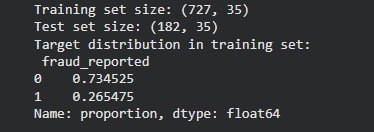 Training set size: (727, 35)
Test set size: (182, 35)
Target distribution in training set:
fraud_reported
0    0.734525
1    0.265475
Name: proportion, dtype: float64